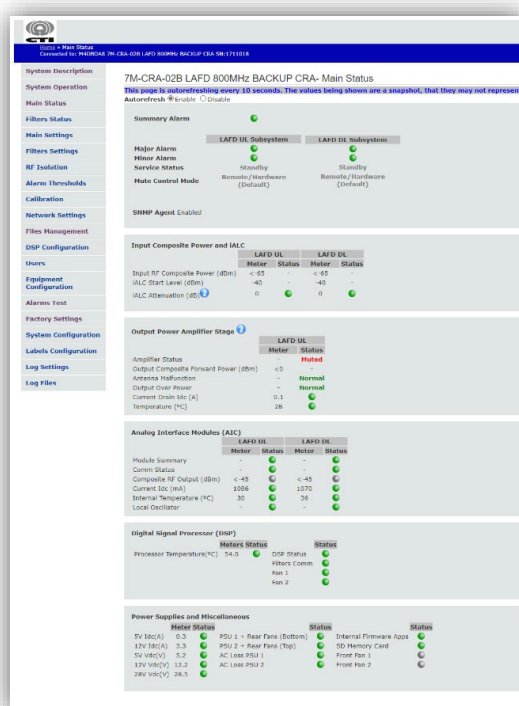 CTI
Home » Main Status
Connected to: M4DBDAB 7M-CRA-02B LAFD 800MHz BACKUP CRA SN:1711018
System Description
System Operation
Main Status
Filters Status
Main Settings
Filters Settings
RF Isolation
Alarm Thresholds
Calibration
Network Settings
Files Management
DSP Configuration
Users
Equipment
Configuration
Alarms Test
Factory Settings
System Configuration
Labels Configuration
Log Settings
Log Files
7M-CRA-02B LAFD 800MHz BACKUP CRA- Main Status
This page is autorefreshing every 10 seconds. The values being shown are a snapshot, that they may not represen
Autorefresh Enable Disable
Summary Alarm
LAFD UL Subsystem LAFD DL Subsystem
Major Alarm
Minor Alarm
Service Status Standby Standby
Mute Control Mode Remote/Hardware (Default) Remote/Hardware (Default)
SNMP Agent Enabled
Input Composite Power and iALC
LAFD UL LAFD DL
Meter Status Meter Status
Input RF Composite Power (dBm) <-65 - <-65 -
iALC Start Level (dBm) -40 - -40 -
iALC Attenuation (dB) 0 0
Output Power Amplifier Stage
LAFD UL
Meter Status
Amplifier Status - Muted
Output Composite Forward Power (dBm) <0 -
Antenna Malfunction - Normal
Output Over Power - Normal
Current Drain Idc (A) 0.1
Temperature (ºC) 28
Analog Interface Modules (AIC)
LAFD UL LAFD DL
Meter Status Meter Status
Module Summary - -
Comm Status - -
Composite RF Output (dBm) <-45 <-45
Current Idc (mA) 1086 1070
Internal Temperature (ºC) 30 36
Local Oscillator - -
Digital Signal Processor (DSP)
Meters Status Status
Processor Temperature(ºC) 54.0 DSP Status
Filters Comm
Fan 1
Fan 2
Power Supplies and Miscellaneous
Meter Status Status Status
5V Idc(A) 0.3 PSU 1 + Rear Fans (Bottom) Internal Firmware Apps
12V Idc(A) 3.3 PSU 2 + Rear Fans (Top) SD Memory Card
5V Vdc(V) 5.2 AC Loss PSU 1 Front Fan 1
12V Vdc(V) 12.2 AC Loss PSU 2 Front Fan 2
28V Vdc(V) 28.5